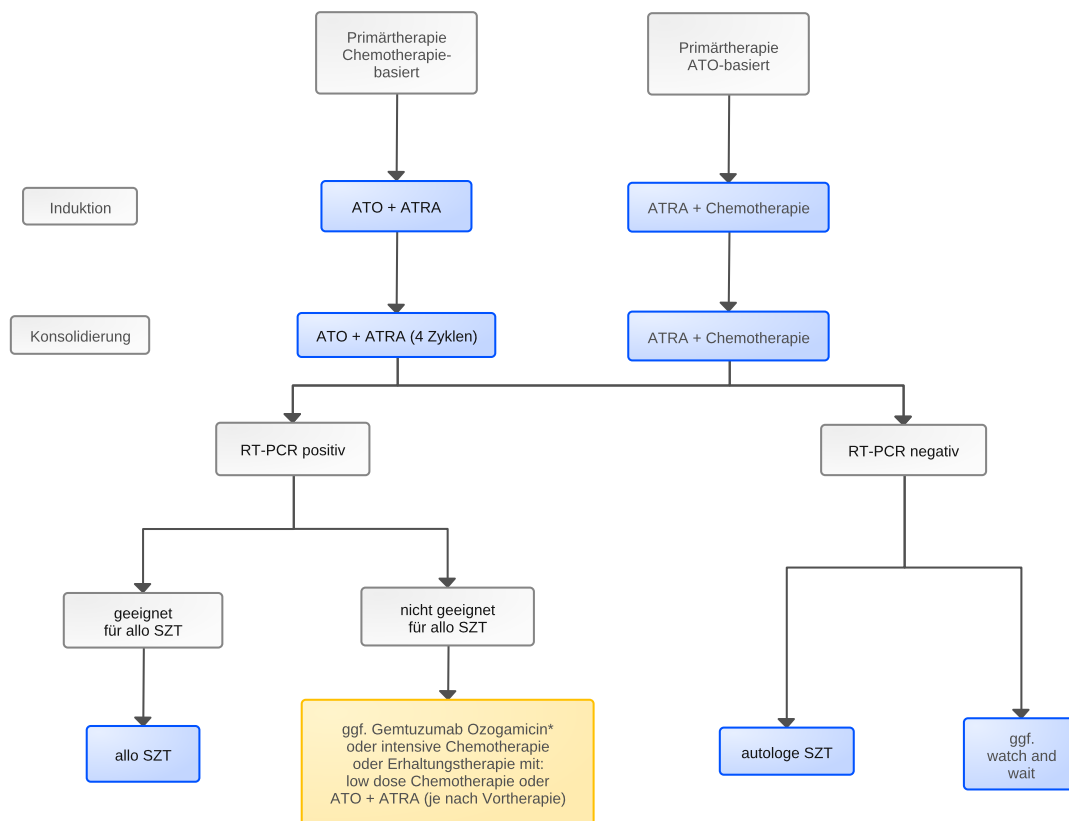 Primärtherapie
Chemotherapie-
basiert
Primärtherapie
ATO-basiert
Induktion
ATO + ATRA
ATRA + Chemotherapie
Konsolidierung
ATO + ATRA (4 Zyklen)
ATRA + Chemotherapie
RT-PCR positiv
RT-PCR negativ
geeignet
für allo SZT
nicht geeignet
für allo SZT
allo SZT
ggf. Gemtuzumab Ozogamicin*
oder intensive Chemotherapie
oder Erhaltungstherapie mit:
low dose Chemotherapie oder
ATO + ATRA (je nach Vortherapie)
autologe SZT
ggf.
watch and
wait